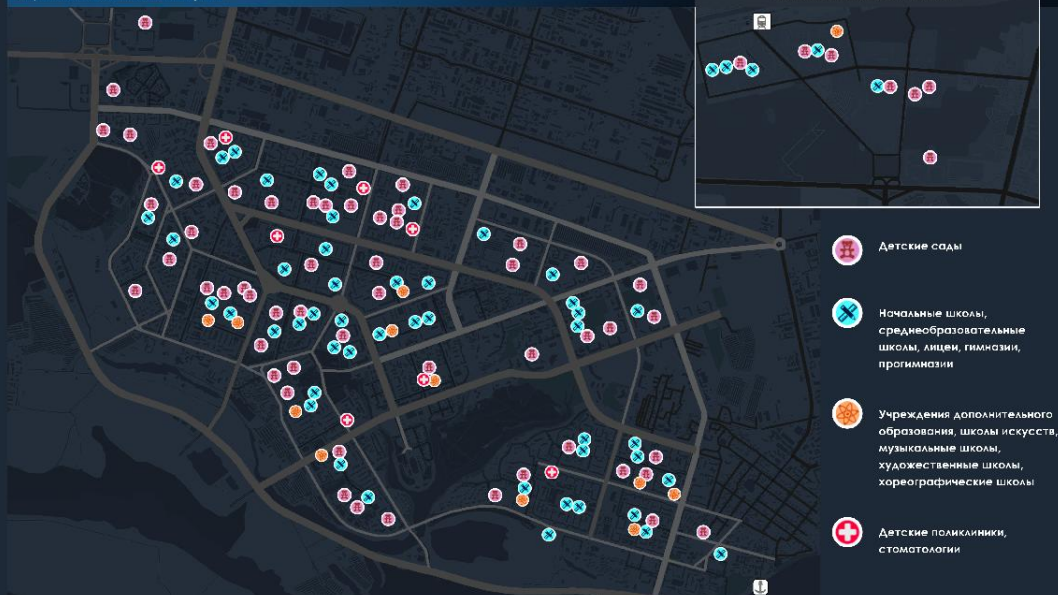 Детские сады
Начальные школы,
среднеобразовательные
школы, лицеи, гимназии,
прогимназии
Учреждения дополнительного
образования, школы искусств,
музыкальные школы,
художественные школы,
хореографические школы
Детские поликлиники,
стоматологии